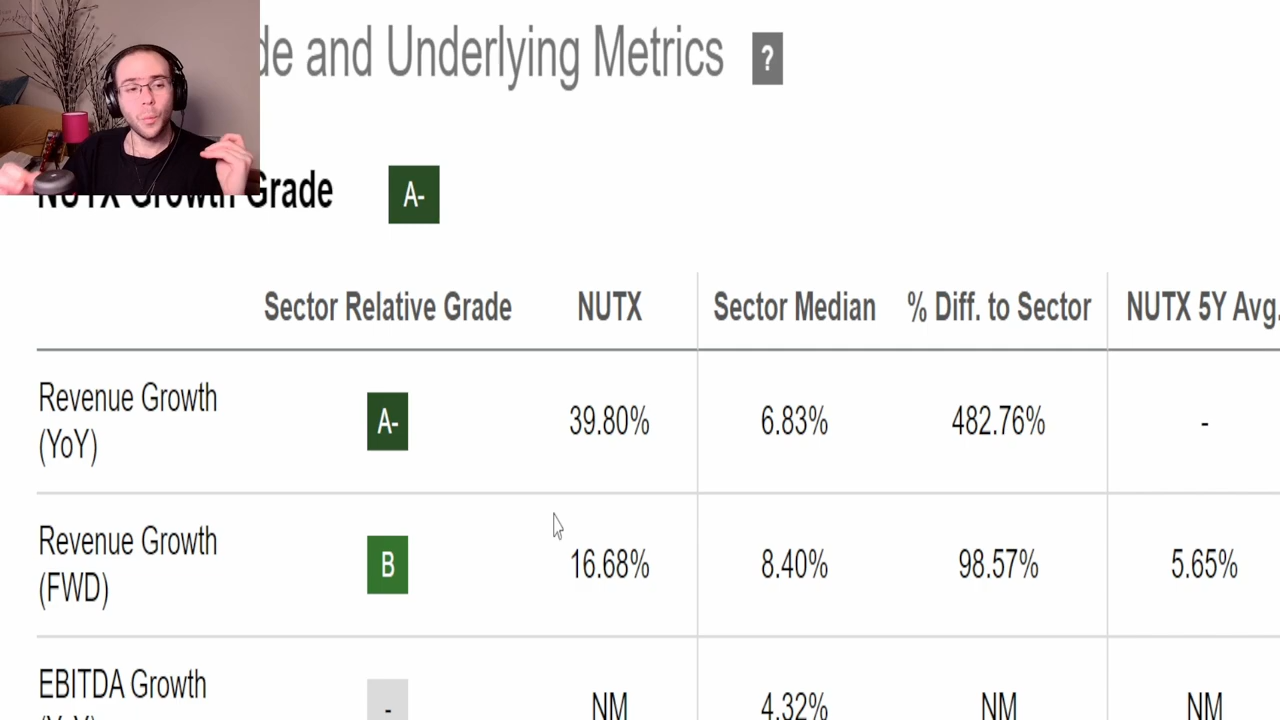 de and Underlying Metrics ?
NUTX Growth Grade A-
Sector Relative Grade NUTX Sector Median % Diff. to Sector NUTX 5Y Avg.
Revenue Growth
(YoY) A- 39.80% 6.83% 482.76% -
Revenue Growth
(FWD) B 16.68% 8.40% 98.57% 5.65%
EBITDA Growth
(YoY) - NM 4.32% NM NM